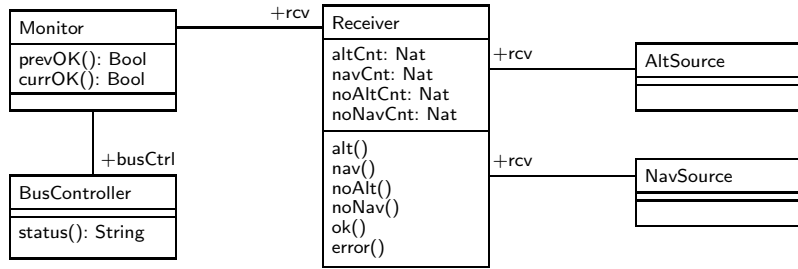 Monitor
prevOK(): Bool
currOK(): Bool
+rcv
Receiver
altCnt: Nat
navCnt: Nat
noAltCnt: Nat
noNavCnt: Nat
alt()
nav()
noAlt()
noNav()
ok()
error()
+rcv
AltSource
+rcv
NavSource
+busCtrl
BusController
status(): String